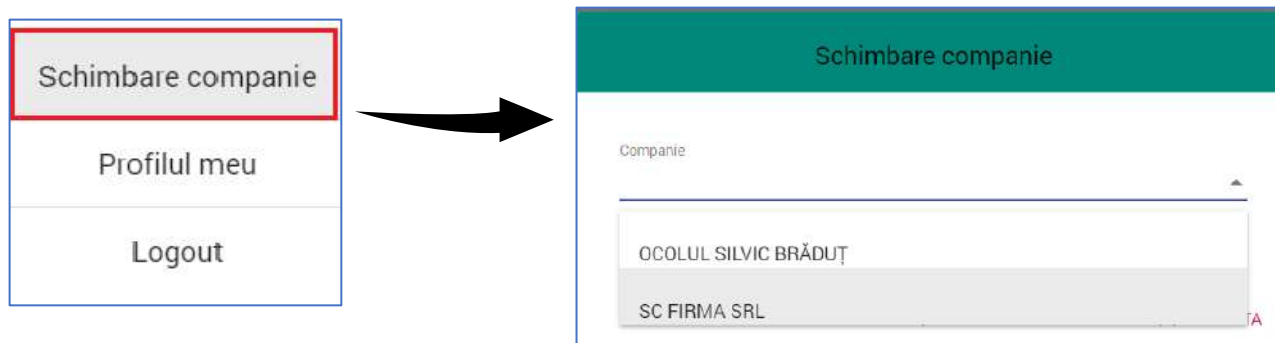 Schimbare companie
Profilul meu
Logout
Schimbare companie
Companie
OCOLUL SILVIC BRĂDUȚ
SC FIRMA SRL